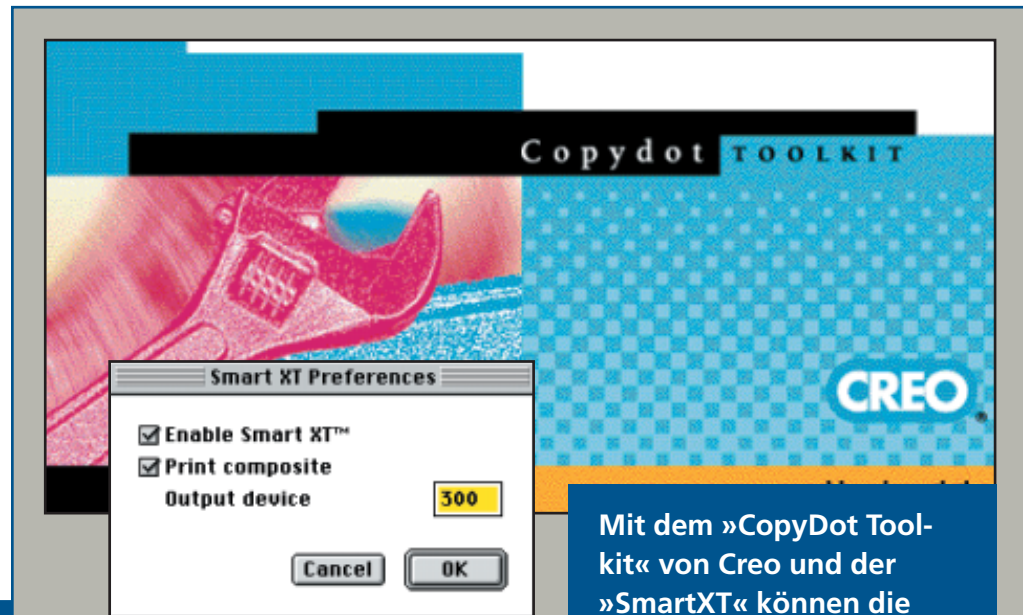 Copydot TOOLKIT
CREO®
Smart XT Preferences
Enable Smart XT™
Print composite
Output device 300
Cancel OK
Mit dem »CopyDot Tool-
kit« von Creo und der
»SmartXT« können die